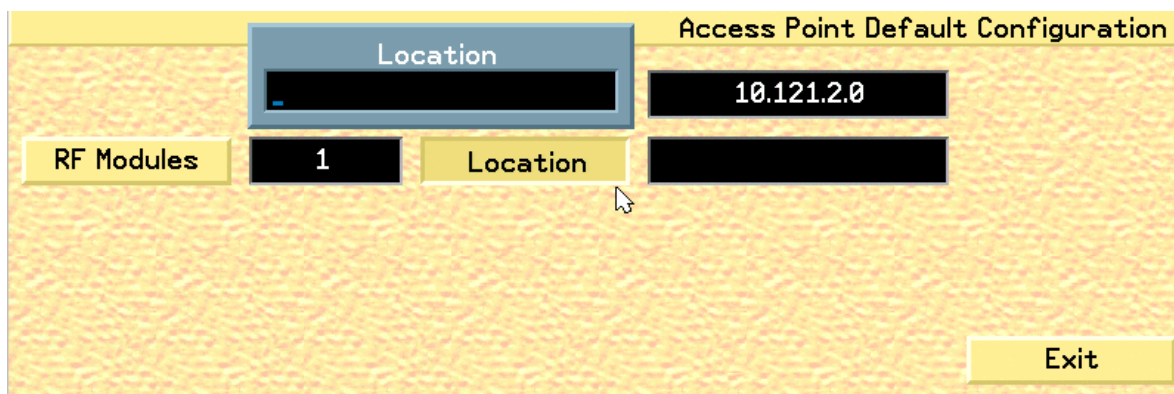 Access Point Default Configuration
Location
10.121.2.0
RF Modules 1 Location
Exit